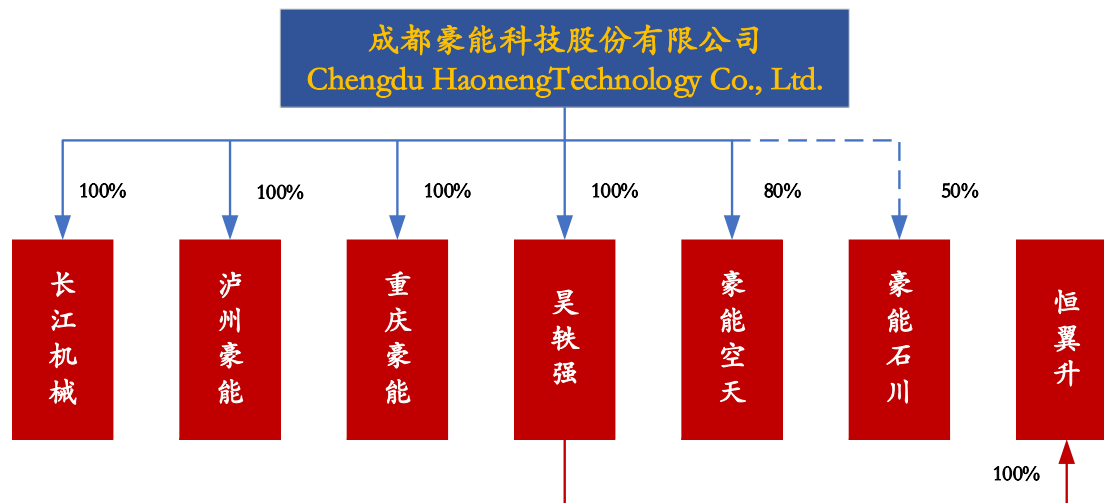 成都豪能科技股份有限公司
Chengdu HaonengTechnology Co., Ltd.
100%
100%
100%
100%
80%
50%
长江机械
泸州豪能
重庆豪能
昊轶强
豪能空天
豪能石川
恒翼升
100%